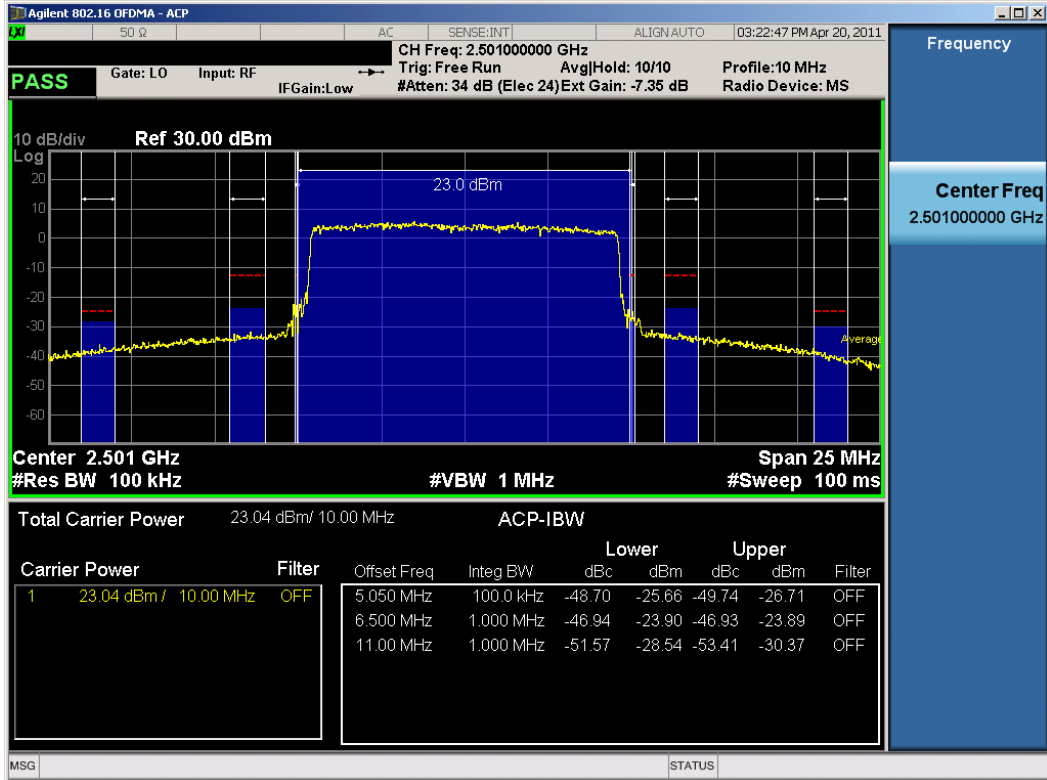 Agilent 802.16 OFDMA - ACP
LXI 50 Ω AC SENSE:INT ALIGN AUTO 03:22:47 PM Apr 20, 2011
CH Freq: 2.501000000 GHz
PASS Gate: LO Input: RF Trig: Free Run Avg|Hold: 10/10 Profile:10 MHz
IFGain:Low #Atten: 34 dB (Elec 24) Ext Gain: -7.35 dB Radio Device: MS
Frequency
Center Freq
2.501000000 GHz
10 dB/div Ref 30.00 dBm
Log
23.0 dBm
20
10
0
-10
-20
-30
Average
-40
-50
-60
Center 2.501 GHz Span 25 MHz
#Res BW 100 kHz #VBW 1 MHz #Sweep 100 ms
Total Carrier Power 23.04 dBm/ 10.00 MHz ACP-IBW
Lower Upper
Carrier Power Filter Offset Freq Integ BW dBc dBm dBc dBm Filter
1 23.04 dBm / 10.00 MHz OFF 5.050 MHz 100.0 kHz -48.70 -25.66 -49.74 -26.71 OFF
6.500 MHz 1.000 MHz -46.94 -23.90 -46.93 -23.89 OFF
11.00 MHz 1.000 MHz -51.57 -28.54 -53.41 -30.37 OFF
MSG STATUS